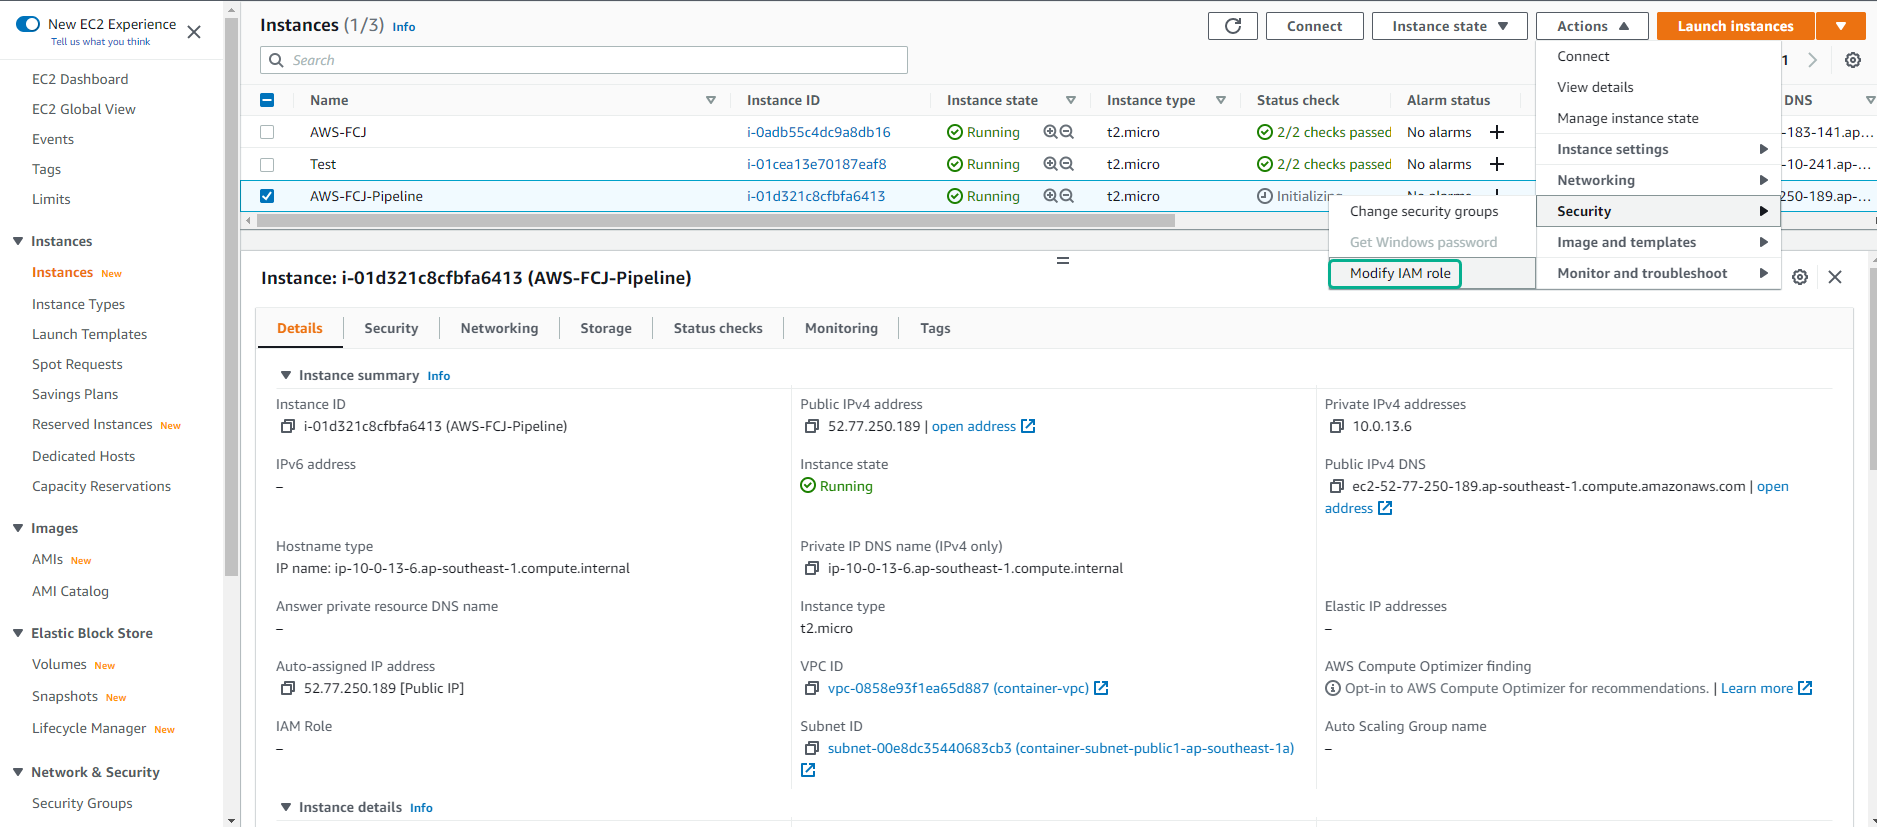 New EC2 Experience
Tell us what you think
EC2 Dashboard
EC2 Global View
Events
Tags
Limits
Instances
Instances New
Instance Types
Launch Templates
Spot Requests
Savings Plans
Reserved Instances New
Dedicated Hosts
Capacity Reservations
Images
AMIs New
AMI Catalog
Elastic Block Store
Volumes New
Snapshots New
Lifecycle Manager New
Network & Security
Security Groups
Instances (1/3) Info
Connect
Instance state
Actions
Launch instances
Search
1
Name Instance ID Instance state Instance type Status check Alarm status DNS
AWS-FCJ i-0adb55c4dc9a8db16 Running t2.micro 2/2 checks passed No alarms -183-141.ap-...
Test i-01cea13e70187eaf8 Running t2.micro 2/2 checks passed No alarms -10-241.ap-...
AWS-FCJ-Pipeline i-01d321c8cfbfa6413 Running t2.micro Initializing No alarms 250-189.ap-...
Connect
View details
Manage instance state
Instance settings
Networking
Security
Image and templates
Monitor and troubleshoot
Change security groups
Get Windows password
Modify IAM role
Instance: i-01d321c8cfbfa6413 (AWS-FCJ-Pipeline)
Details Security Networking Storage Status checks Monitoring Tags
Instance summary Info
Instance ID
i-01d321c8cfbfa6413 (AWS-FCJ-Pipeline)
Public IPv4 address
52.77.250.189 | open address
Private IPv4 addresses
10.0.13.6
IPv6 address
–
Instance state
Running
Public IPv4 DNS
ec2-52-77-250-189.ap-southeast-1.compute.amazonaws.com | open
address
Hostname type
IP name: ip-10-0-13-6.ap-southeast-1.compute.internal
Private IP DNS name (IPv4 only)
ip-10-0-13-6.ap-southeast-1.compute.internal
Answer private resource DNS name
–
Instance type
t2.micro
Elastic IP addresses
–
Auto-assigned IP address
52.77.250.189 [Public IP]
VPC ID
vpc-0858e93f1ea65d887 (container-vpc)
AWS Compute Optimizer finding
Opt-in to AWS Compute Optimizer for recommendations. | Learn more
IAM Role
–
Subnet ID
subnet-00e8dc35440683cb3 (container-subnet-public1-ap-southeast-1a)
Auto Scaling Group name
–
Instance details Info